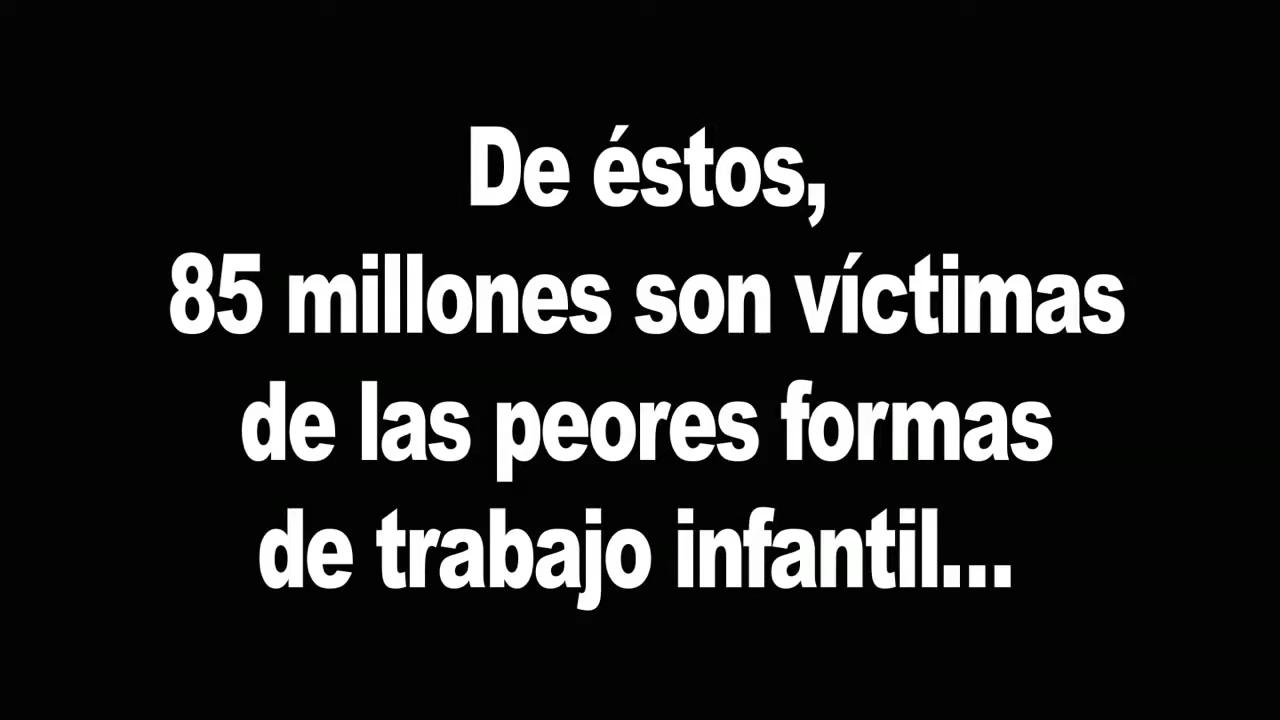 De éstos,
85 millones son víctimas
de las peores formas
de trabajo infantil...